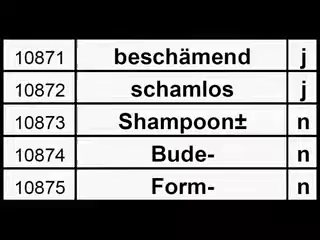 10871 beschämend j
10872 schamlos j
10873 Shampoon± n
10874 Bude- n
10875 Form- n